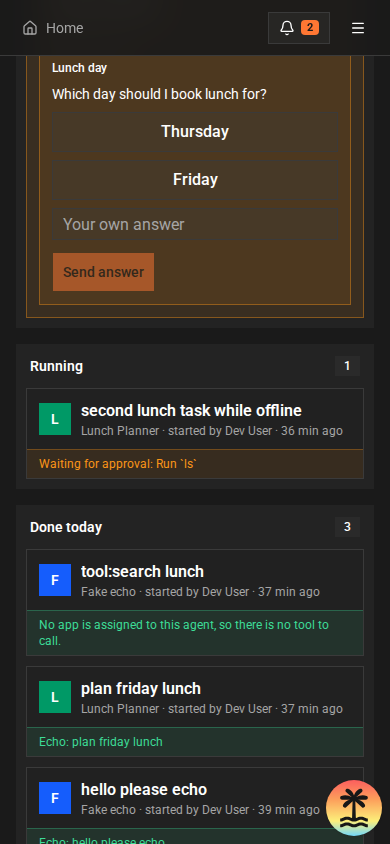 Home
2
Lunch day
Which day should I book lunch for?
Thursday
Friday
Your own answer
Send answer
Running
1
L
second lunch task while offline
Lunch Planner · started by Dev User · 36 min ago
Waiting for approval: Run `ls`
Done today
3
F
tool:search lunch
Fake echo · started by Dev User · 37 min ago
No app is assigned to this agent, so there is no tool to
call.
L
plan friday lunch
Lunch Planner · started by Dev User · 37 min ago
Echo: plan friday lunch
F
hello please echo
Fake echo · started by Dev User · 39 min ago
Echo: hello please echo